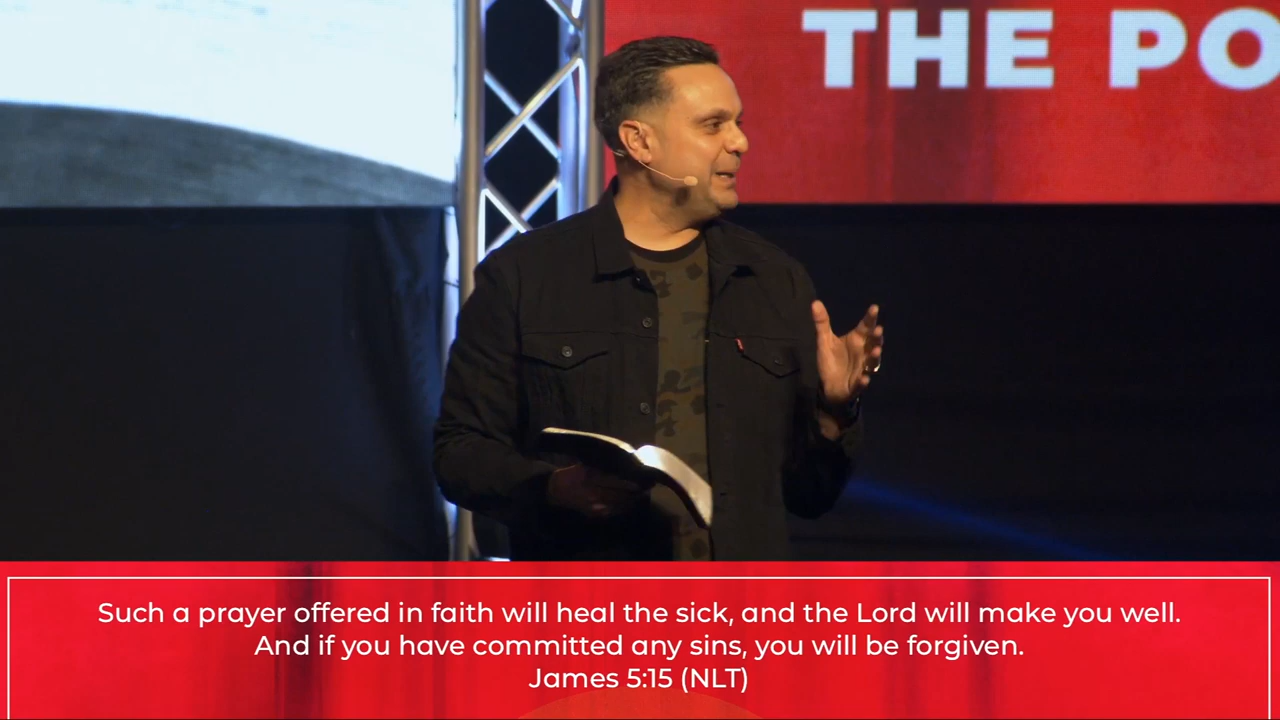 THE PO
Such a prayer offered in faith will heal the sick, and the Lord will make you well.
And if you have committed any sins, you will be forgiven.
James 5:15 (NLT)